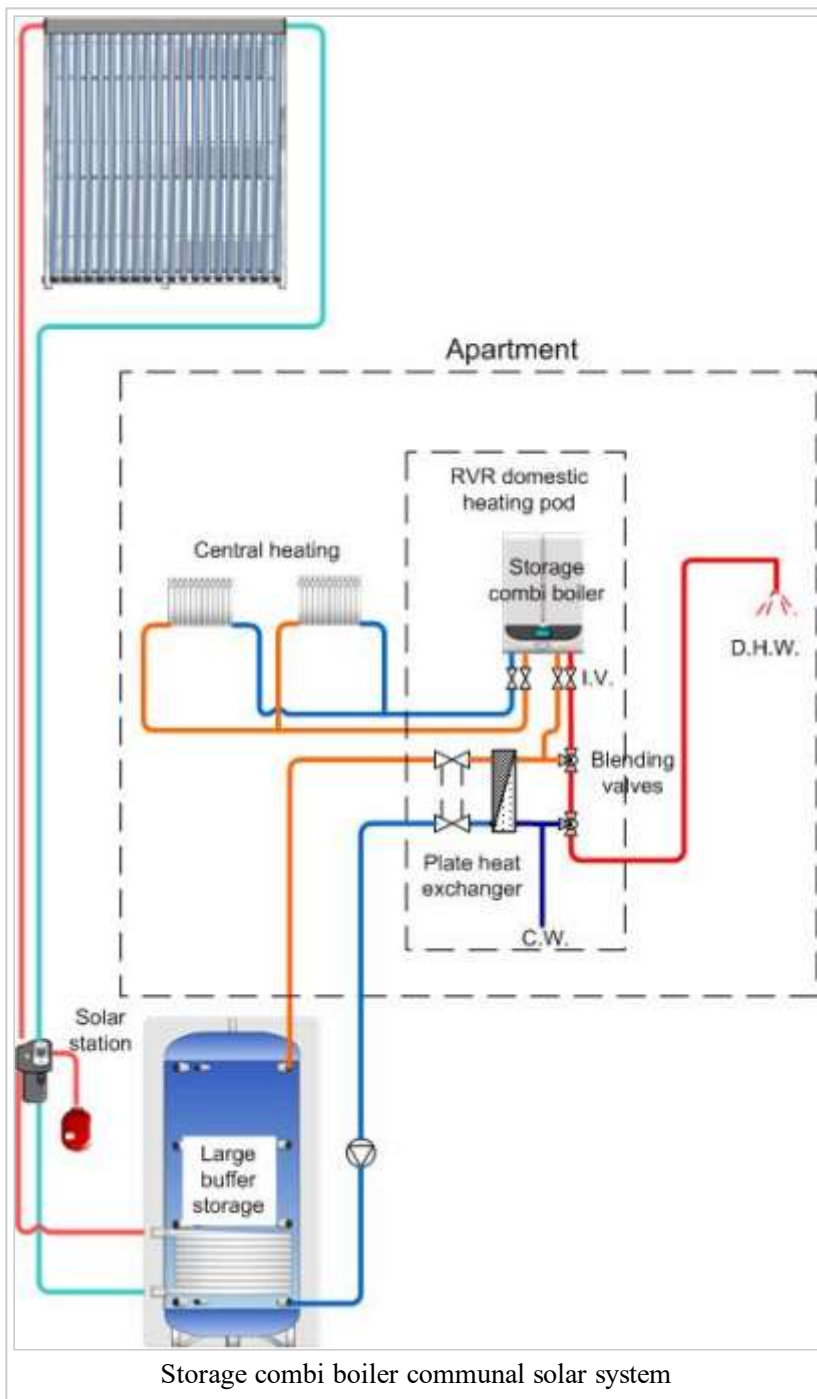 Apartment
RVR domestic
heating pod
Central heating
Storage
combi boiler
D.H.W.
I.V.
Blending
valves
Plate heat
exchanger
C.W.
Solar
station
Large
buffer
storage
Storage combi boiler communal solar system